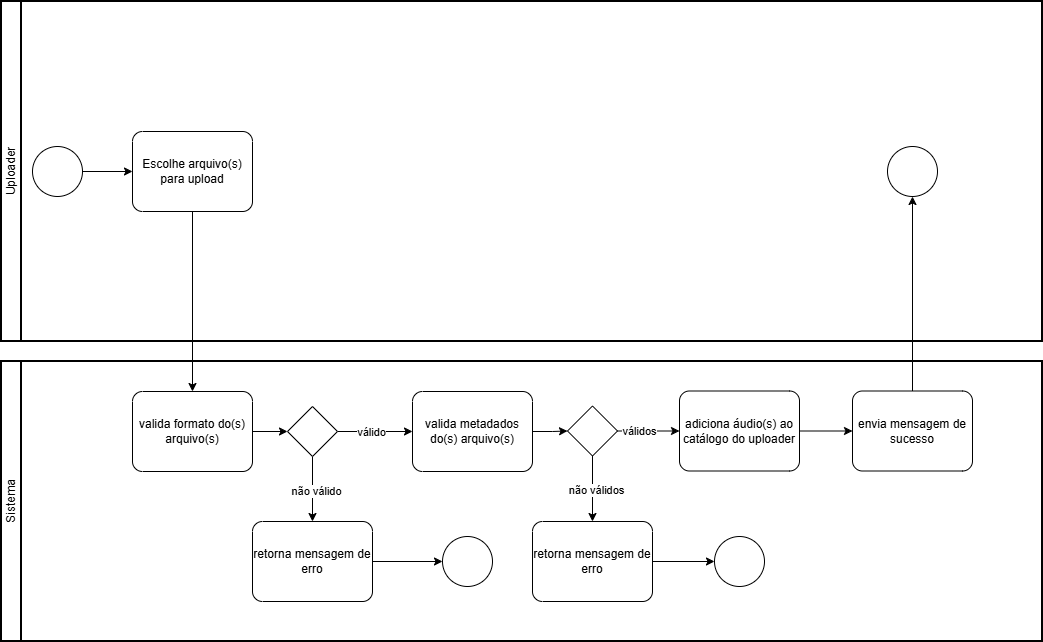 Uploader
Escolhe arquivo(s)
para upload
Sistema
valida formato do(s)
arquivo(s)
válido
valida metadados
do(s) arquivo(s)
válidos
adiciona áudio(s) ao
catálogo do uploader
envia mensagem de
sucesso
não válido
não válidos
retorna mensagem de
erro
retorna mensagem de
erro